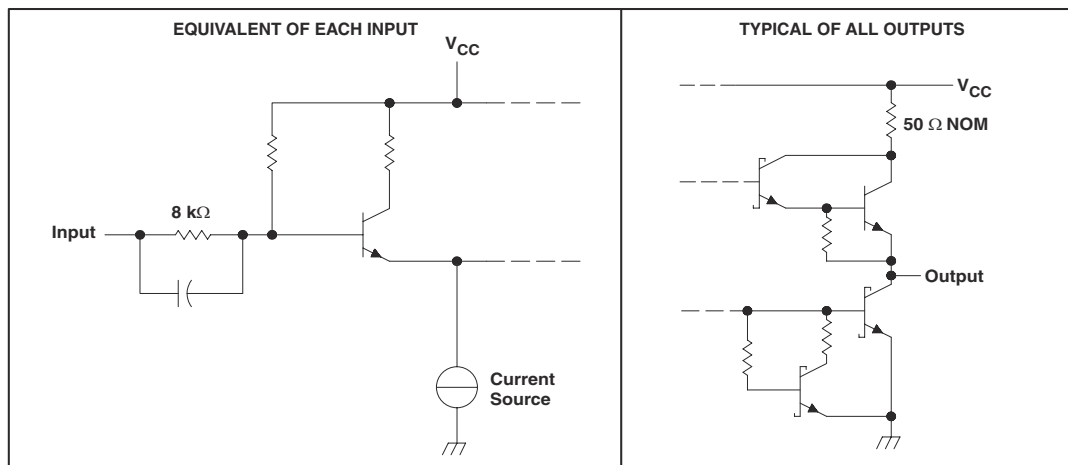 EQUIVALENT OF EACH INPUT
VCC
8 kΩ
Input
Current
Source
TYPICAL OF ALL OUTPUTS
VCC
50 Ω NOM
Output